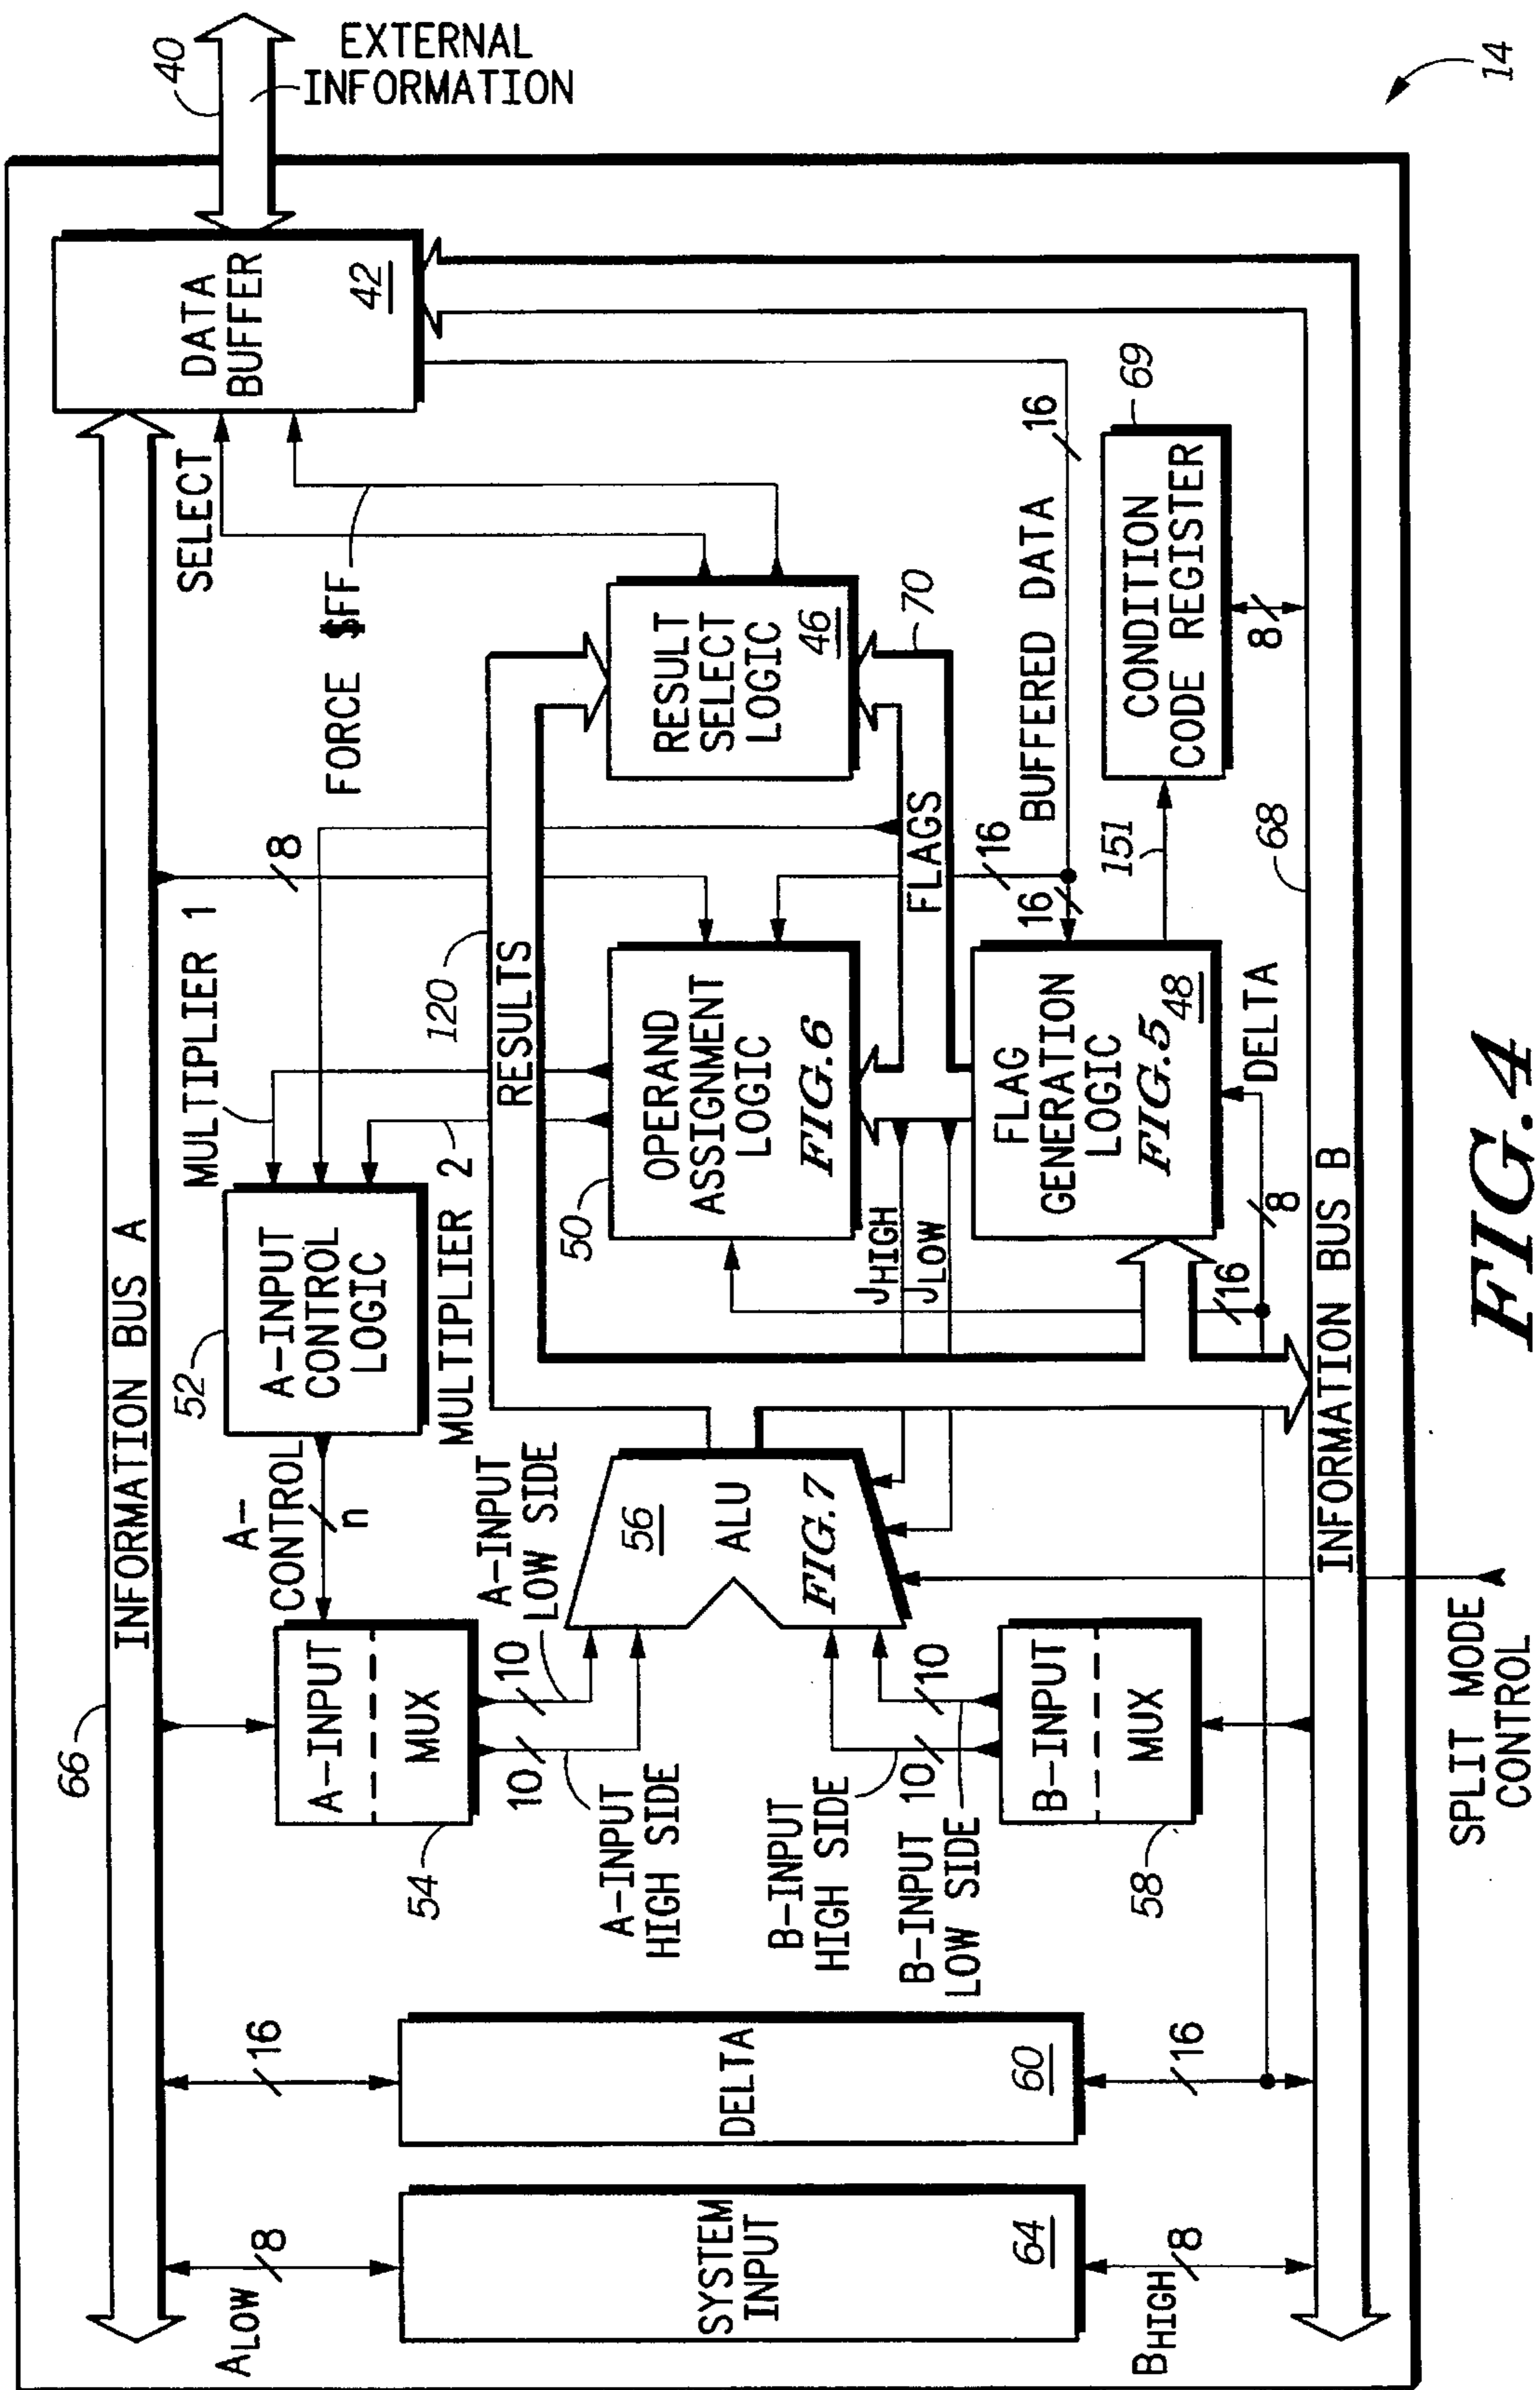 40
EXTERNAL
INFORMATION
14
66
INFORMATION BUS A
DATA
BUFFER
42
SELECT
FORCE $FF
MULTIPLIER 1
8
52
A-INPUT
CONTROL
LOGIC
A-
CONTROL
n
MULTIPLIER 2
120
RESULTS
A-INPUT
MUX
54
10
10
A-INPUT
LOW SIDE
A-INPUT
HIGH SIDE
16
ALOW
8
SYSTEM
INPUT
64
DELTA
60
56
ALU
FIG.7
50
OPERAND
ASSIGNMENT
LOGIC
FIG.6
RESULT
SELECT
LOGIC
46
70
FLAGS
JHIGH
JLOW
B-INPUT
HIGH SIDE
B-INPUT
LOW SIDE
10
10
B-INPUT
MUX
58
FLAG
GENERATION
LOGIC
FIG.5
48
16
16
BUFFERED DATA
16
151
CONDITION
CODE REGISTER
69
8
DELTA
8
16
68
16
BHIGH
8
INFORMATION BUS B
SPLIT MODE
CONTROL
FIG.4